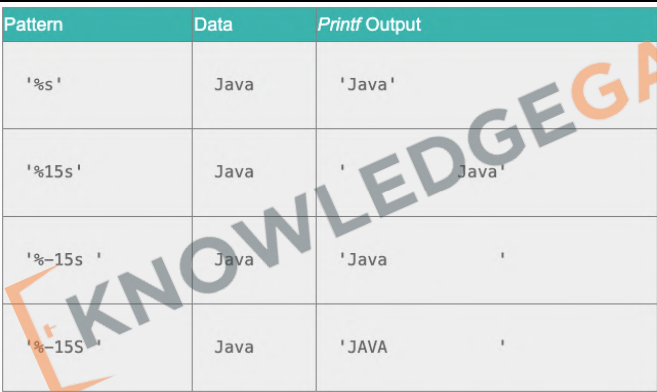 Pattern Data Printf Output
'%s' Java 'Java'
'%15s' Java '           Java'
'%-15s ' Java 'Java            '
'%-15S ' Java 'JAVA            '
KNOWLEDGEGA